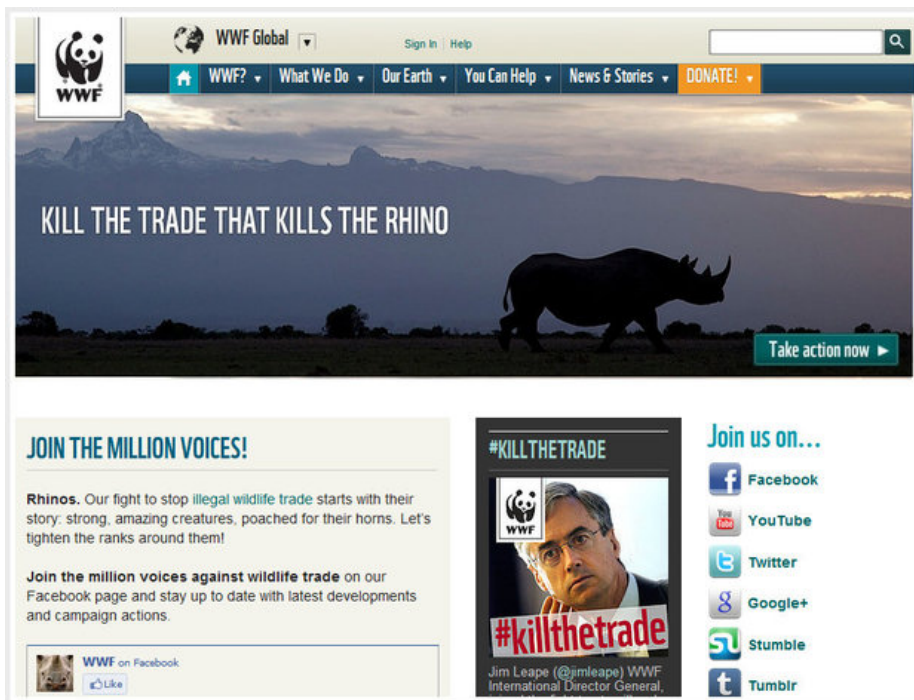 WWF Global
Sign In | Help
WWF
WWF? What We Do Our Earth You Can Help News & Stories DONATE!
KILL THE TRADE THAT KILLS THE RHINO
Take action now
JOIN THE MILLION VOICES!
Rhinos. Our fight to stop illegal wildlife trade starts with their
story: strong, amazing creatures, poached for their horns. Let's
tighten the ranks around them!
Join the million voices against wildlife trade on our
Facebook page and stay up to date with latest developments
and campaign actions.
WWF on Facebook
Like
#KILLTHETRADE
WWF
#killthetrade
Jim Leape (@jimleape) WWF
International Director General,
Join us on...
Facebook
You Tube
YouTube
Twitter
Google+
Stumble
Tumblr